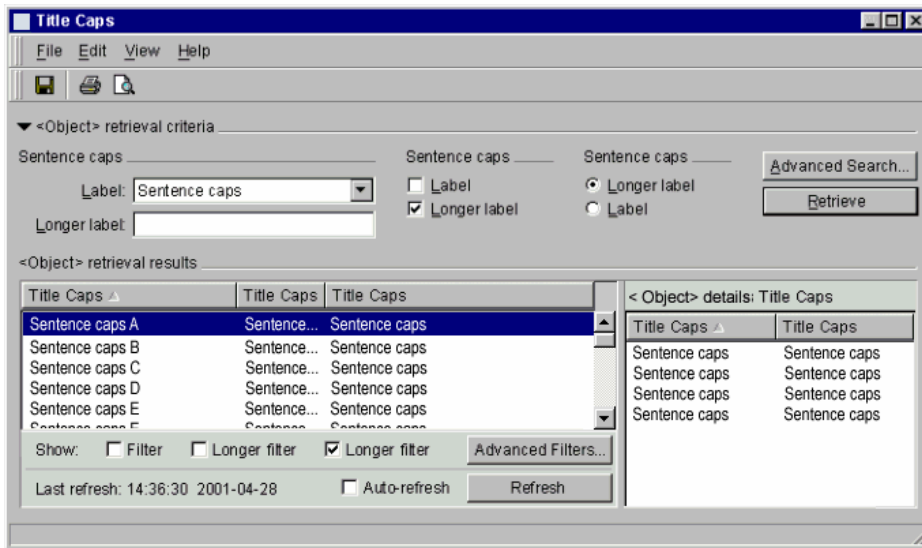 Title Caps
File Edit View Help
<Object> retrieval criteria
Sentence caps Sentence caps Sentence caps
Label: Sentence caps Label Longer label Advanced Search...
Longer label: Longer label Label Retrieve
<Object> retrieval results
Title Caps Title Caps Title Caps < Object> details: Title Caps
Sentence caps A Sentence... Sentence caps Title Caps Title Caps
Sentence caps B Sentence... Sentence caps Sentence caps Sentence caps
Sentence caps C Sentence... Sentence caps Sentence caps Sentence caps
Sentence caps D Sentence... Sentence caps Sentence caps Sentence caps
Sentence caps E Sentence... Sentence caps Sentence caps Sentence caps
Show: Filter Longer filter Longer filter Advanced Filters...
Last refresh: 14:36:30 2001-04-28 Auto-refresh Refresh